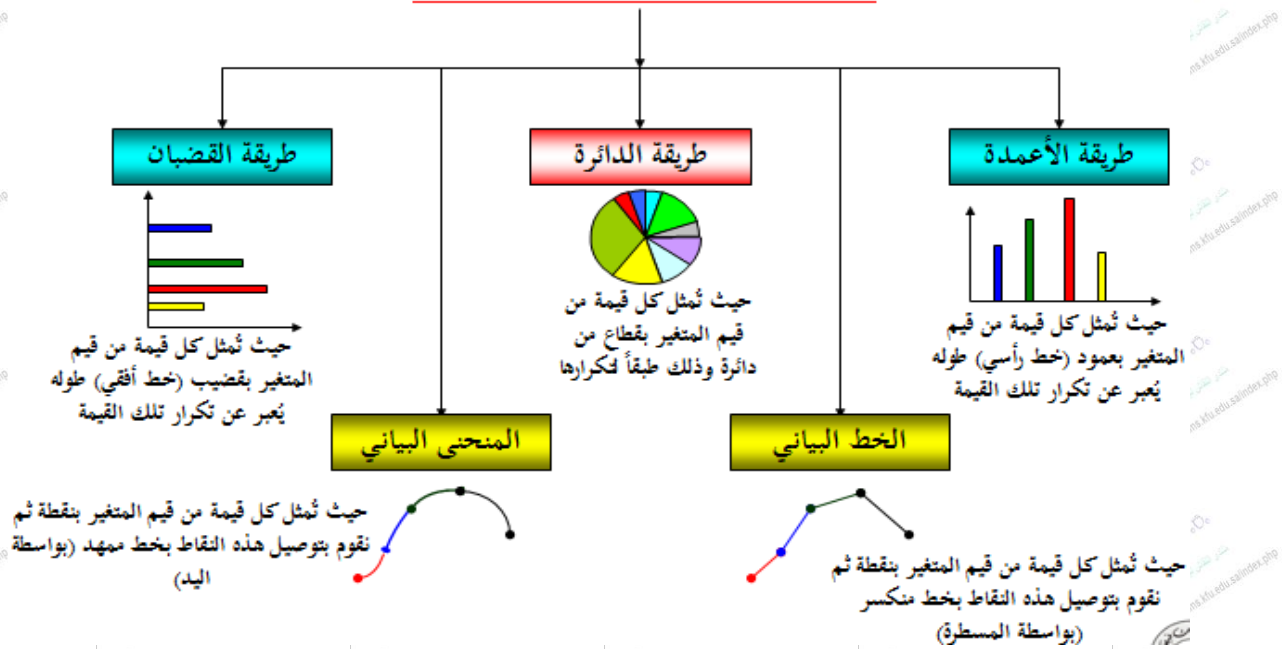 طريقة الأعمدة
حيث تُمثل كل قيمة من قيم
المتغير بعمود (خط رأسي) طوله
يُعبر عن تكرار تلك القيمة
طريقة الدائرة
حيث تُمثل كل قيمة من
قيم المتغير بقطاع من
دائرة وذلك طبقاً لتكرارها
طريقة القضبان
حيث تُمثل كل قيمة من قيم
المتغير بقضيب (خط أفقي) طوله
يُعبر عن تكرار تلك القيمة
الخط البياني
حيث تُمثل كل قيمة من قيم المتغير بنقطة ثم
نقوم بتوصيل هذه النقاط بخط منكسر
(بواسطة المسطرة)
المنحنى البياني
حيث تُمثل كل قيمة من قيم المتغير بنقطة ثم
نقوم بتوصيل هذه النقاط بخط ممهد (بواسطة
اليد)